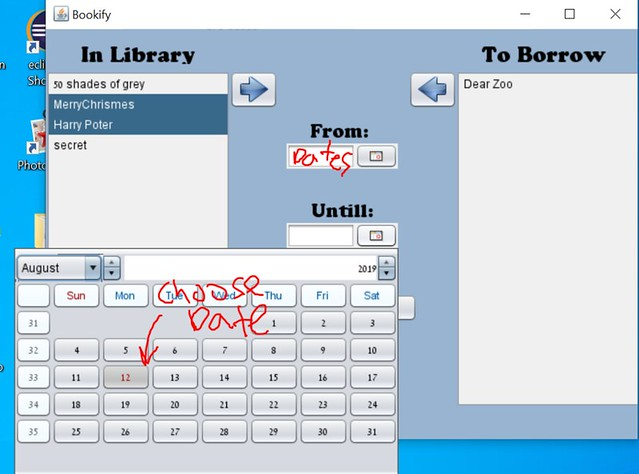 Bookify
ecli
Sho
Photo
In Library
To Borrow
50 shades of grey
MerryChrismes
Harry Poter
secret
Dear Zoo
From:
Dates
Untill:
August
2019
choose
Date
Sun Mon Tue Wed Thu Fri Sat
31 1 2 3
32 4 5 6 7 8 9 10
33 11 12 13 14 15 16 17
34 18 19 20 21 22 23 24
35 25 26 27 28 29 30 31